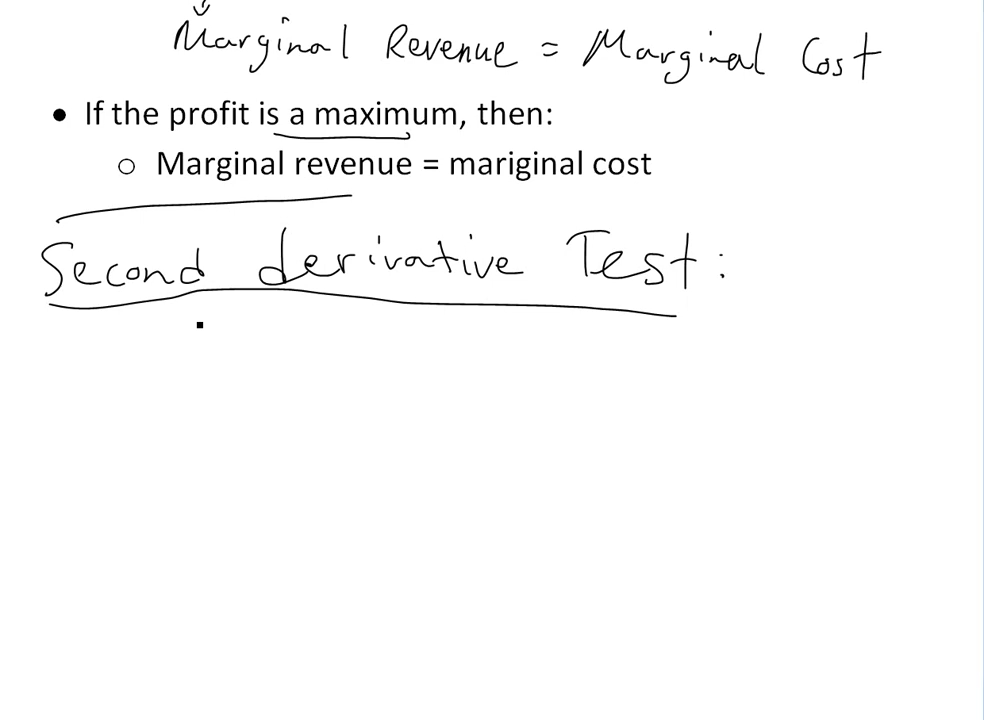 Marginal Revenue = Marginal Cost
• If the profit is a maximum, then:
○ Marginal revenue = mariginal cost
Second derivative Test: